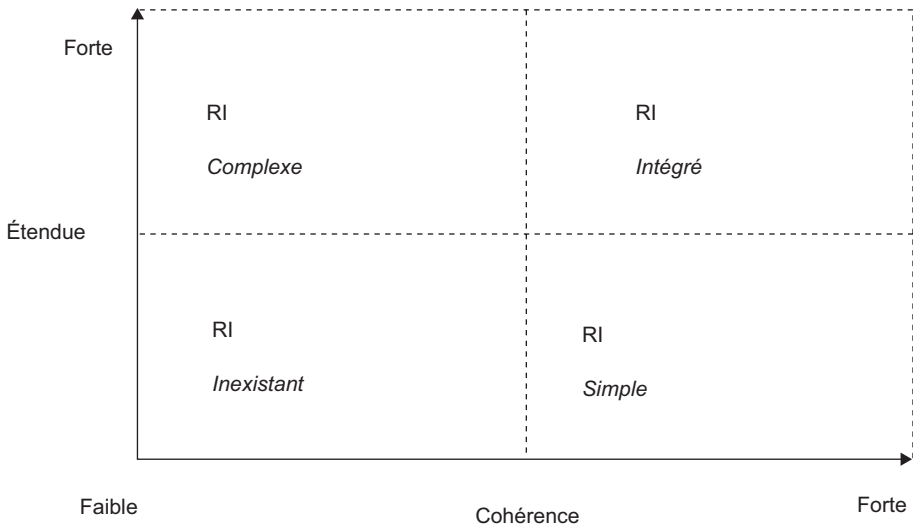 Forte
RI
RI
Complexe
Intégré
Étendue
RI
RI
Inexistant
Simple
Faible
Cohérence
Forte